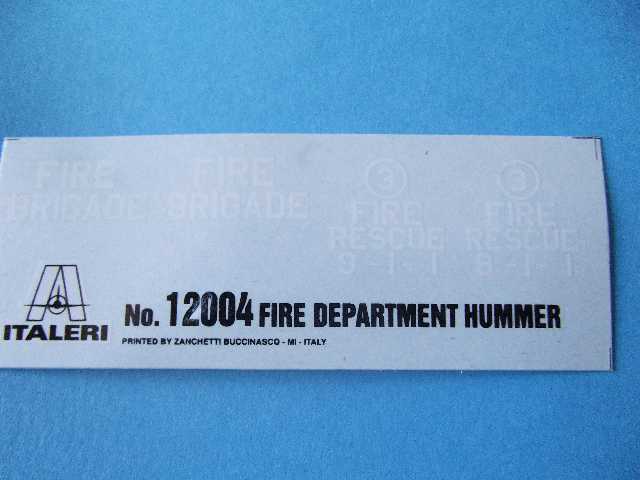 FIRE
BRIGADE
FIRE
BRIGADE
3
FIRE
RESCUE
9-1-1
3
FIRE
RESCUE
9-1-1
ITALERI
No. 12004 FIRE DEPARTMENT HUMMER
PRINTED BY ZANCHETTI BUCCINASCO - MI - ITALY